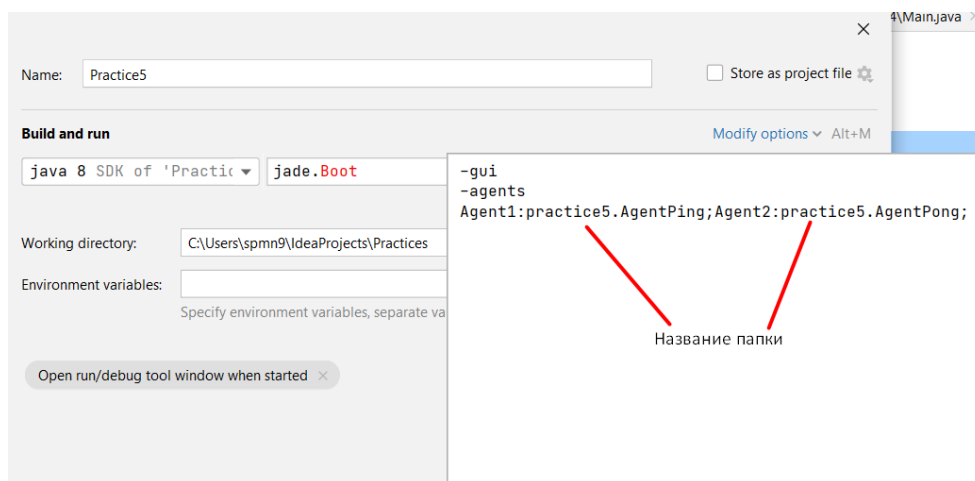 4\Main.java
Name: Practice5
Store as project file
Build and run
Modify options Alt+M
java 8 SDK of 'Practic
jade.Boot
-gui
-agents
Agent1:practice5.AgentPing;Agent2:practice5.AgentPong;
Working directory: C:\Users\spmn9\IdeaProjects\Practices
Environment variables:
Specify environment variables, separate va
Название папки
Open run/debug tool window when started